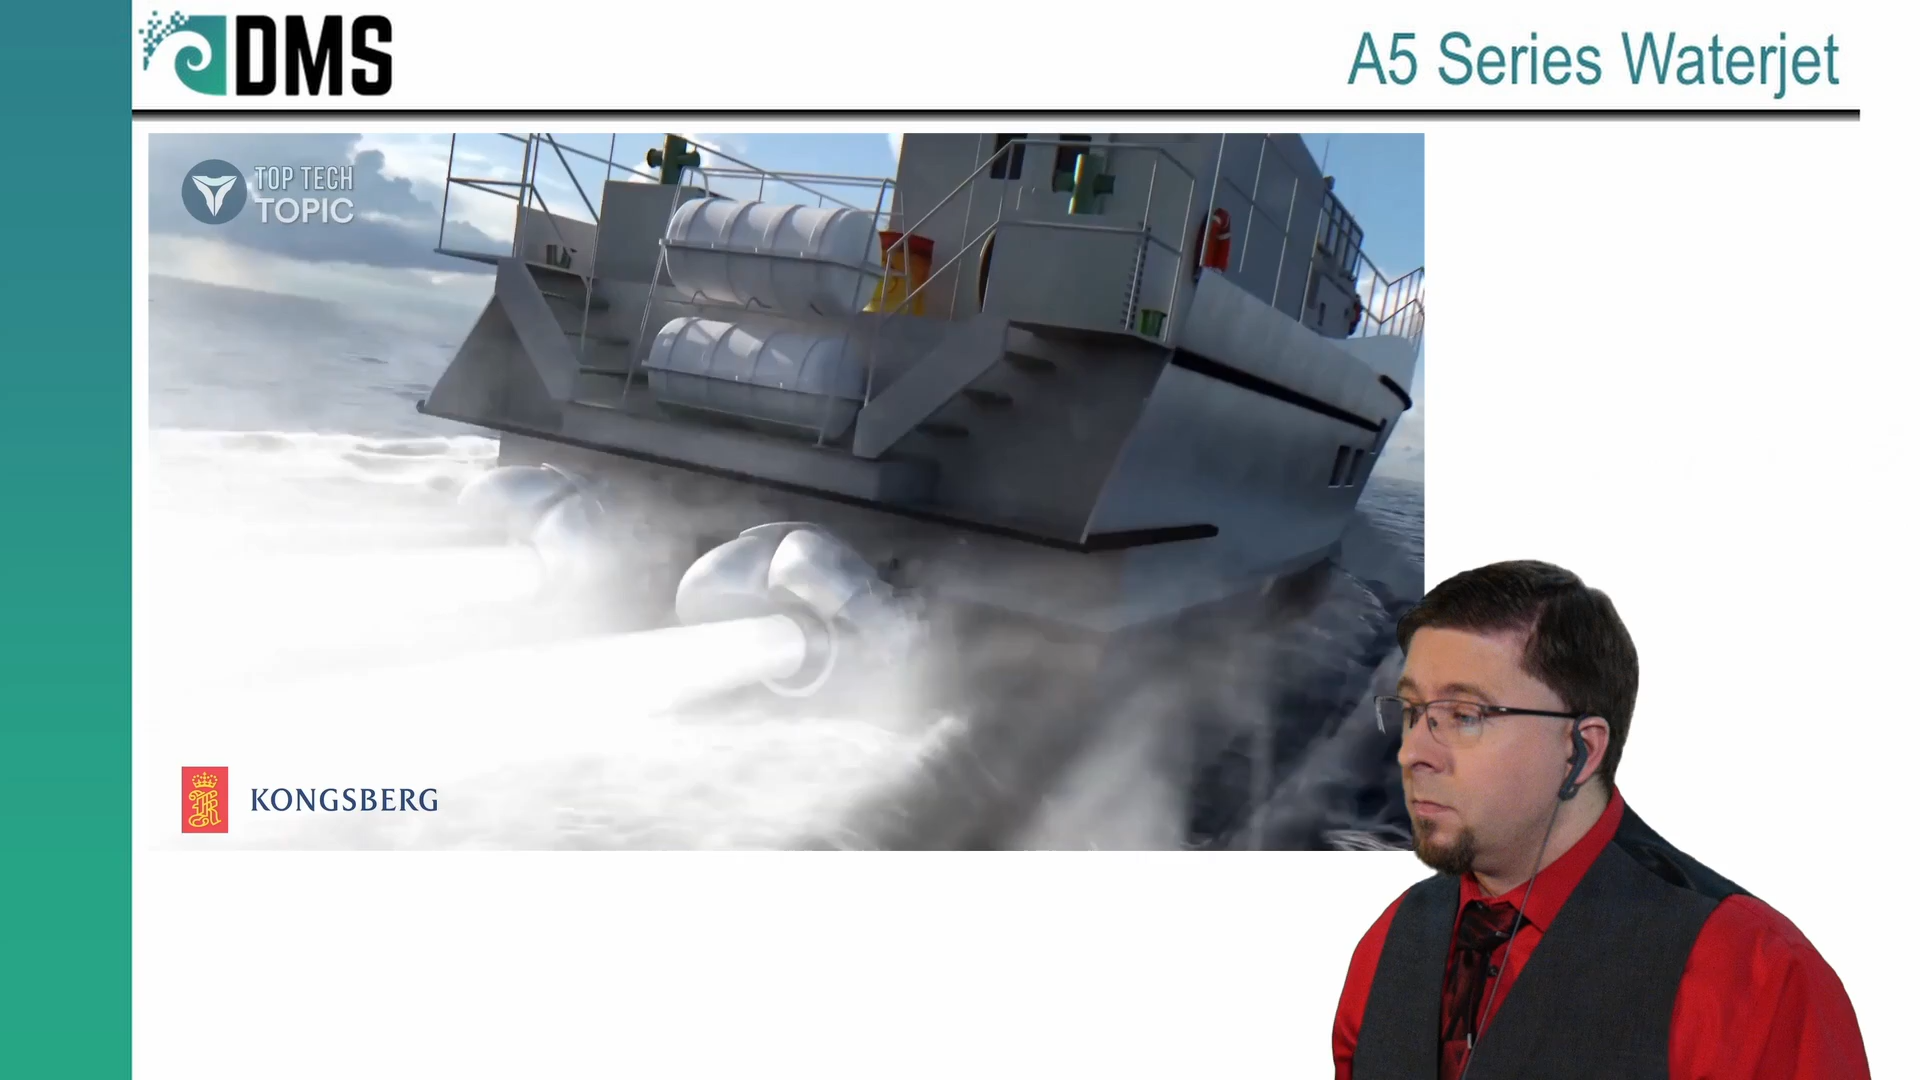 DMS
A5 Series Waterjet
TOP TECH
TOPIC
KONGSBERG